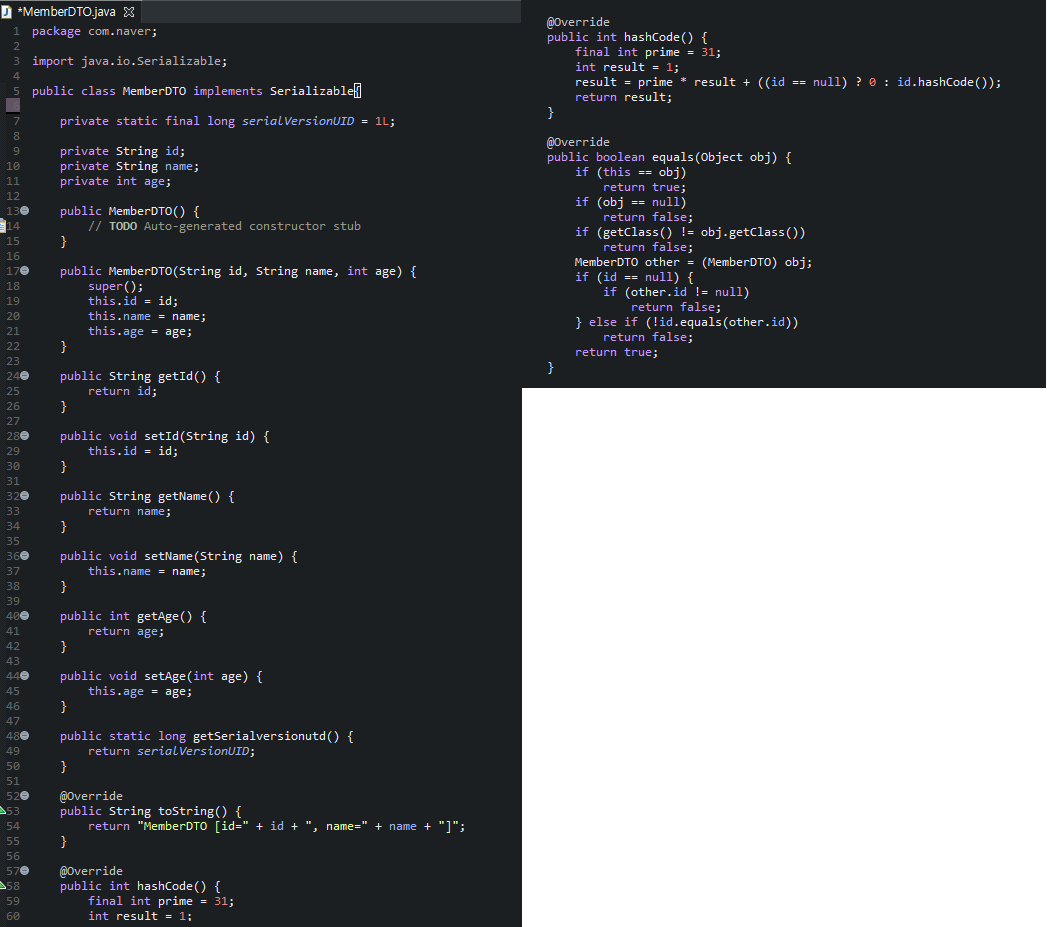 *MemberDTO.java
1 package com.naver;
2
3 import java.io.Serializable;
4
5 public class MemberDTO implements Serializable{
7 private static final long serialVersionUID = 1L;
8
9 private String id;
10 private String name;
11 private int age;
12
13 public MemberDTO() {
14 // TODO Auto-generated constructor stub
15 }
16
17 public MemberDTO(String id, String name, int age) {
18 super();
19 this.id = id;
20 this.name = name;
21 this.age = age;
22 }
23
24 public String getId() {
25 return id;
26 }
27
28 public void setId(String id) {
29 this.id = id;
30 }
31
32 public String getName() {
33 return name;
34 }
35
36 public void setName(String name) {
37 this.name = name;
38 }
39
40 public int getAge() {
41 return age;
42 }
43
44 public void setAge(int age) {
45 this.age = age;
46 }
47
48 public static long getSerialversionutd() {
49 return serialVersionUID;
50 }
51
52 @Override
53 public String toString() {
54 return "MemberDTO [id=" + id + ", name=" + name + "]";
55 }
56
57 @Override
58 public int hashCode() {
59 final int prime = 31;
60 int result = 1;
@Override
public int hashCode() {
final int prime = 31;
int result = 1;
result = prime * result + ((id == null) ? 0 : id.hashCode());
return result;
}
@Override
public boolean equals(Object obj) {
if (this == obj)
return true;
if (obj == null)
return false;
if (getClass() != obj.getClass())
return false;
MemberDTO other = (MemberDTO) obj;
if (id == null) {
if (other.id != null)
return false;
} else if (!id.equals(other.id))
return false;
return true;
}